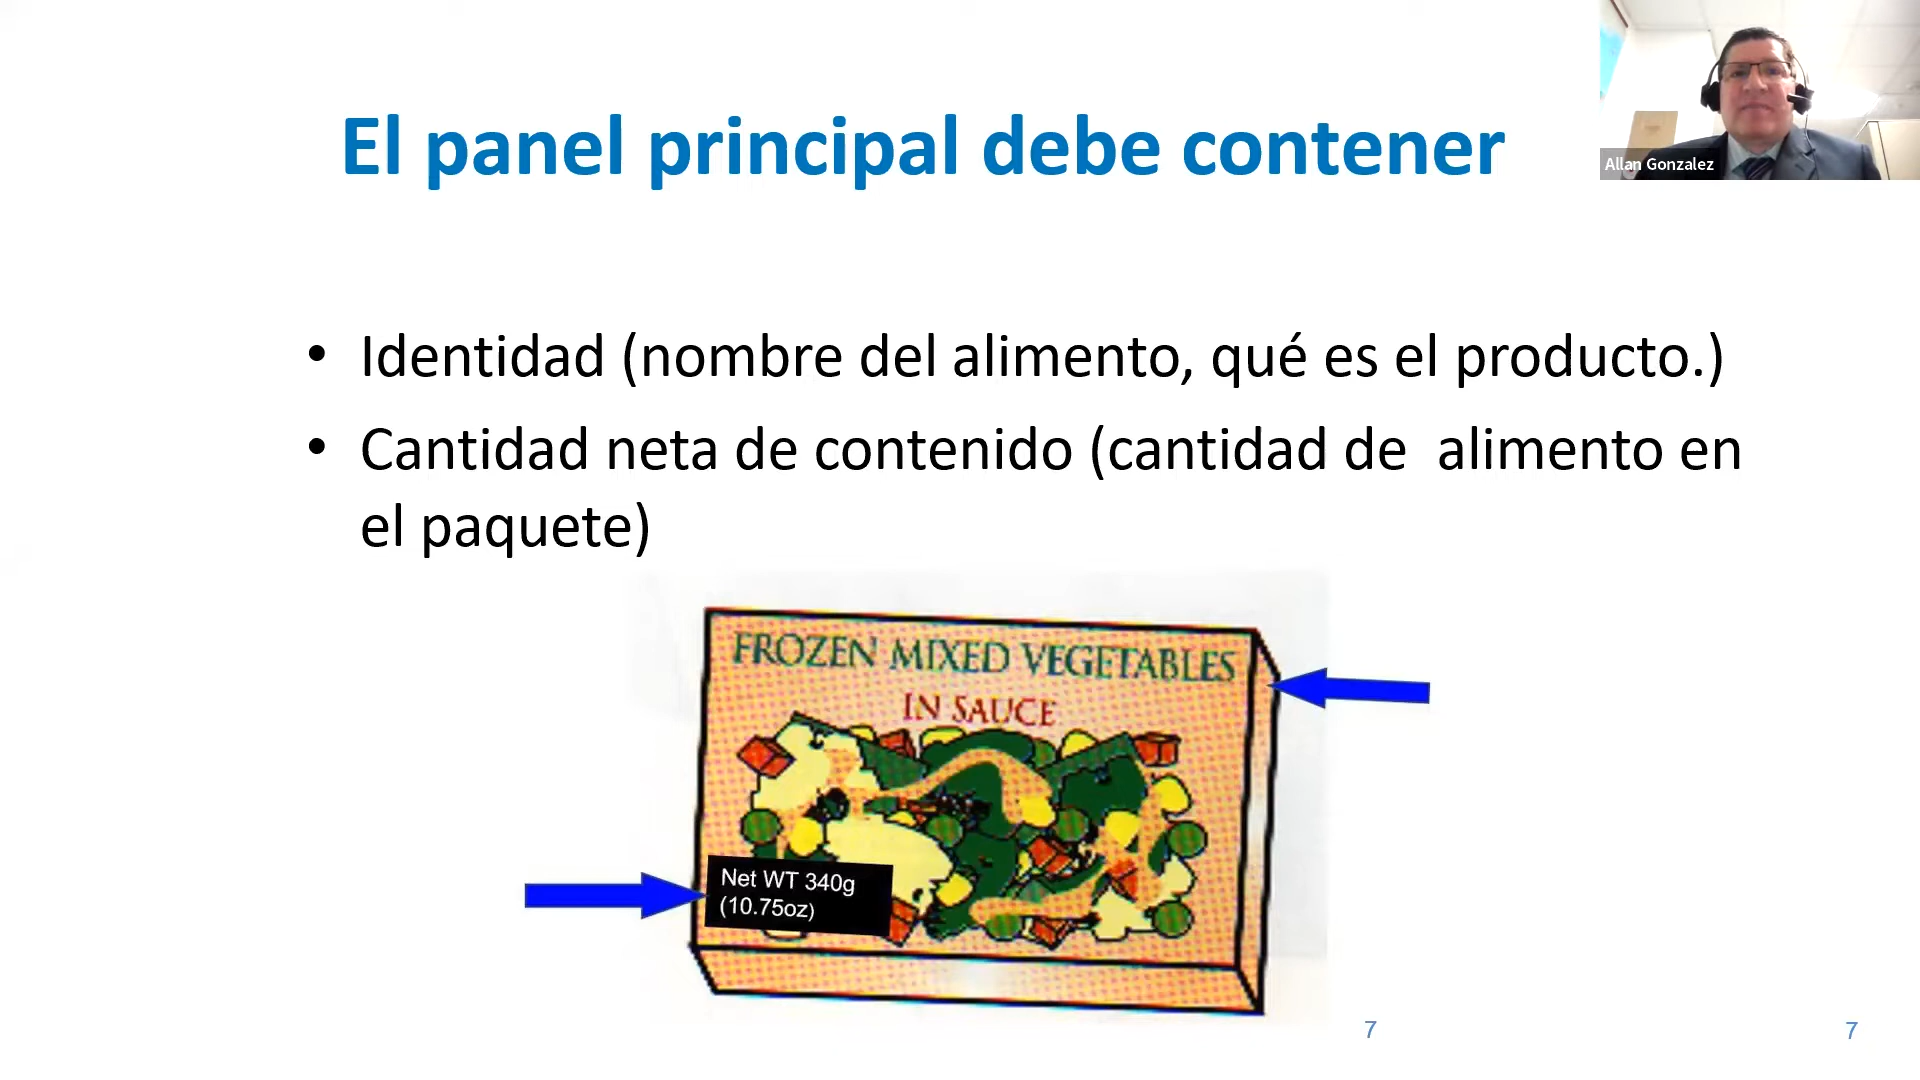 El panel principal debe contener
Allan Gonzalez
• Identidad (nombre del alimento, qué es el producto.)
• Cantidad neta de contenido (cantidad de alimento en
el paquete)
FROZEN MIXED VEGETABLES
IN SAUCE
Net WT 340g
(10.75oz)
7
7